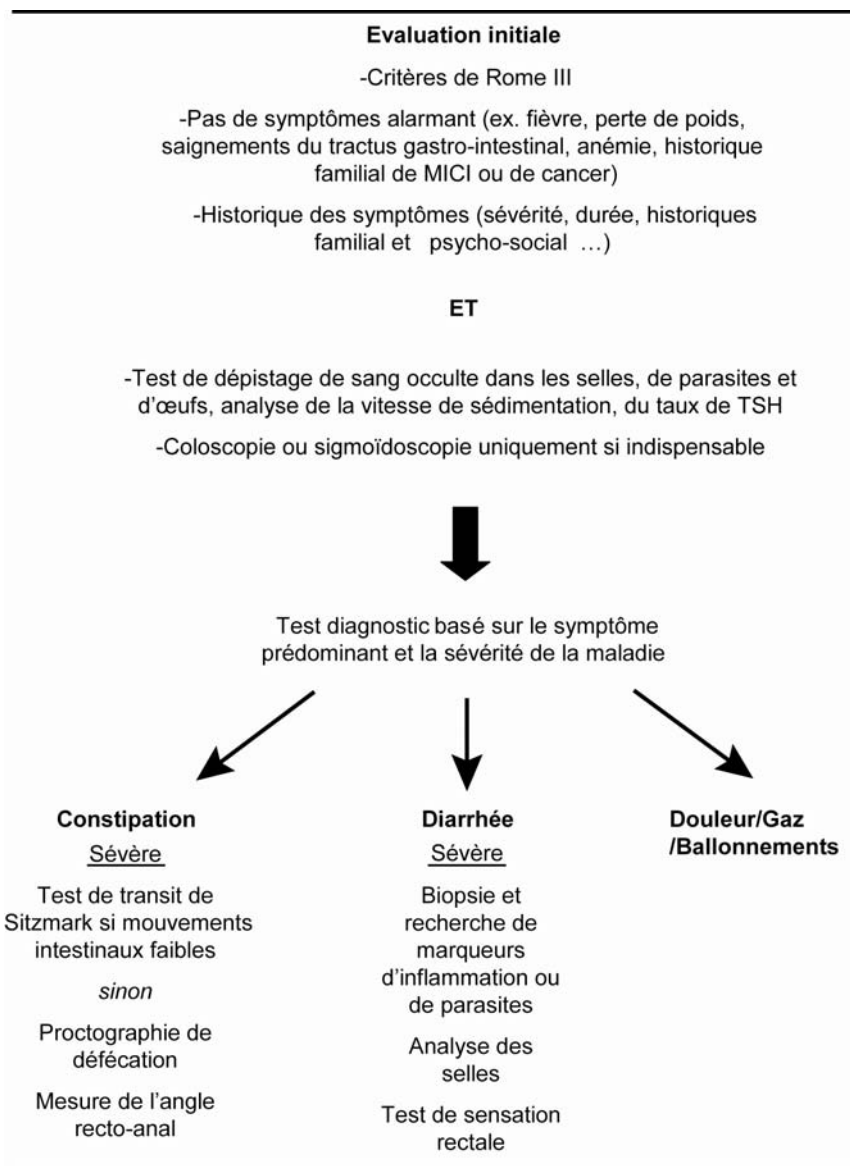 Evaluation initiale
-Critères de Rome III
-Pas de symptômes alarmant (ex. fièvre, perte de poids,
saignements du tractus gastro-intestinal, anémie, historique
familial de MICI ou de cancer)
-Historique des symptômes (sévérité, durée, historiques
familial et psycho-social …)
ET
-Test de dépistage de sang occulte dans les selles, de parasites et
d’œufs, analyse de la vitesse de sédimentation, du taux de TSH
-Coloscopie ou sigmoïdoscopie uniquement si indispensable
Test diagnostic basé sur le symptôme
prédominant et la sévérité de la maladie
Constipation
Sévère
Test de transit de
Sitzmark si mouvements
intestinaux faibles
sinon
Proctographie de
défécation
Mesure de l’angle
recto-anal
Diarrhée
Sévère
Biopsie et
recherche de
marqueurs
d’inflammation ou
de parasites
Analyse des
selles
Test de sensation
rectale
Douleur/Gaz
/Ballonnements